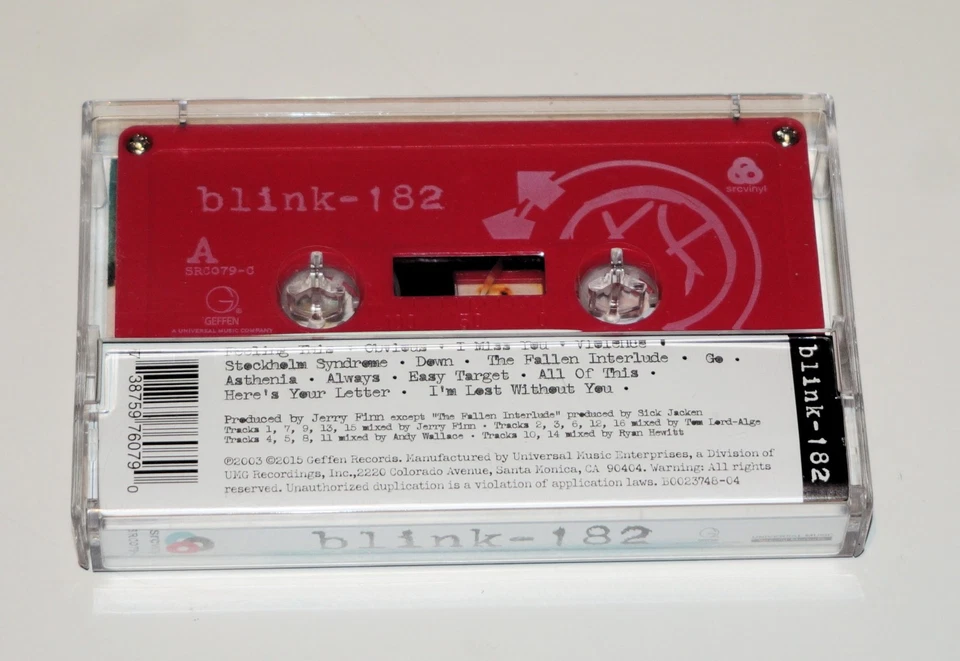 blink-182
srcvinyl
A
SRC079-C
GEFFEN
A UNIVERSAL MUSIC COMPANY
Feeling This · Obvious · I Miss You · Violence ·
Stockholm Syndrome · Down · The Fallen Interlude · Go ·
Asthenia · Always · Easy Target · All Of This ·
Here's Your Letter · I'm Lost Without You ·
Produced by Jerry Finn except "The Fallen Interlude" produced by Sick Jacken
Tracks 1, 7, 9, 13, 15 mixed by Jerry Finn · Tracks 2, 3, 6, 12, 16 mixed by Tom Lord-Alge
Tracks 4, 5, 8, 11 mixed by Andy Wallace · Tracks 10, 14 mixed by Ryan Hewitt
℗2003 ©2015 Geffen Records. Manufactured by Universal Music Enterprises, a Division of
UMG Recordings, Inc.,2220 Colorado Avenue, Santa Monica, CA 90404. Warning: All rights
reserved. Unauthorized duplication is a violation of application laws. B0023748-04
7 38759 76079 0
blink-182
blink-182